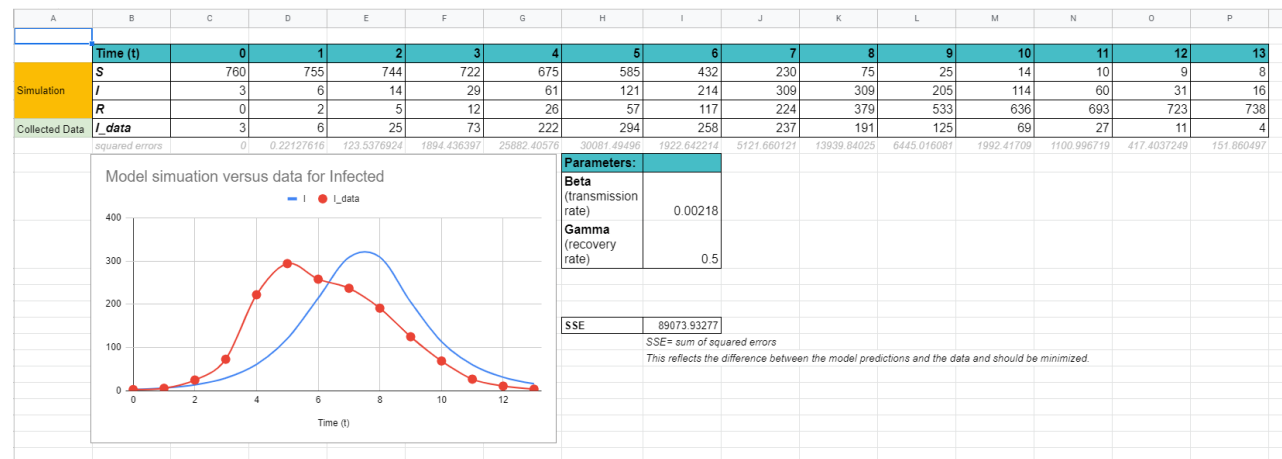 A B C D E F G H I J K L M N O P
Time (t) 0 1 2 3 4 5 6 7 8 9 10 11 12 13
S 760 755 744 722 675 585 432 230 75 25 14 10 9 8
Simulation I 3 6 14 29 61 121 214 309 309 205 114 60 31 16
R 0 2 5 12 26 57 117 224 379 533 636 693 723 738
Collected Data I_data 3 6 25 73 222 294 258 237 191 125 69 27 11 4
squared errors 0 0.22127616 123.5376924 1894.436397 25882.40576 30081.49496 1922.642214 5121.660121 13939.84025 6445.016081 1992.41709 1100.996719 417.4037249 151.860497
Model simuation versus data for Infected
I I_data
400
300
200
100
0
0 2 4 6 8 10 12
Time (t)
Parameters:
Beta
(transmission
rate) 0.00218
Gamma
(recovery
rate) 0.5
SSE 89073.93277
SSE= sum of squared errors
This reflects the difference between the model predictions and the data and should be minimized.